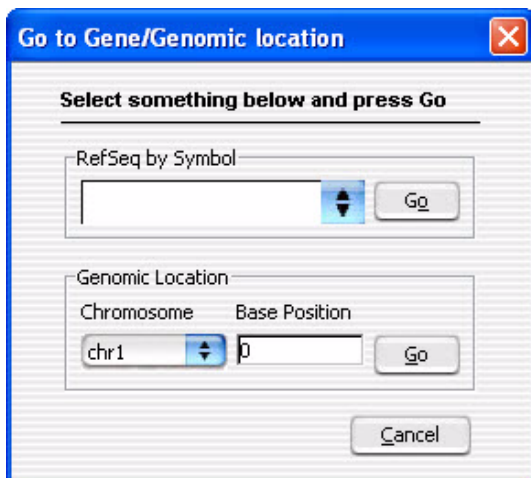 Go to Gene/Genomic location
Select something below and press Go
RefSeq by Symbol
Go
Genomic Location
Chromosome Base Position
chr1 0 Go
Cancel